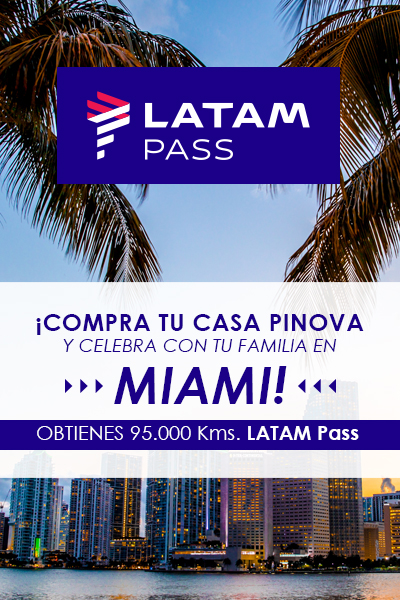 LATAM
PASS
¡COMPRA TU CASA PINOVA
Y CELEBRA CON TU FAMILIA EN
MIAMI!
OBTIENES 95.000 Kms. LATAM Pass